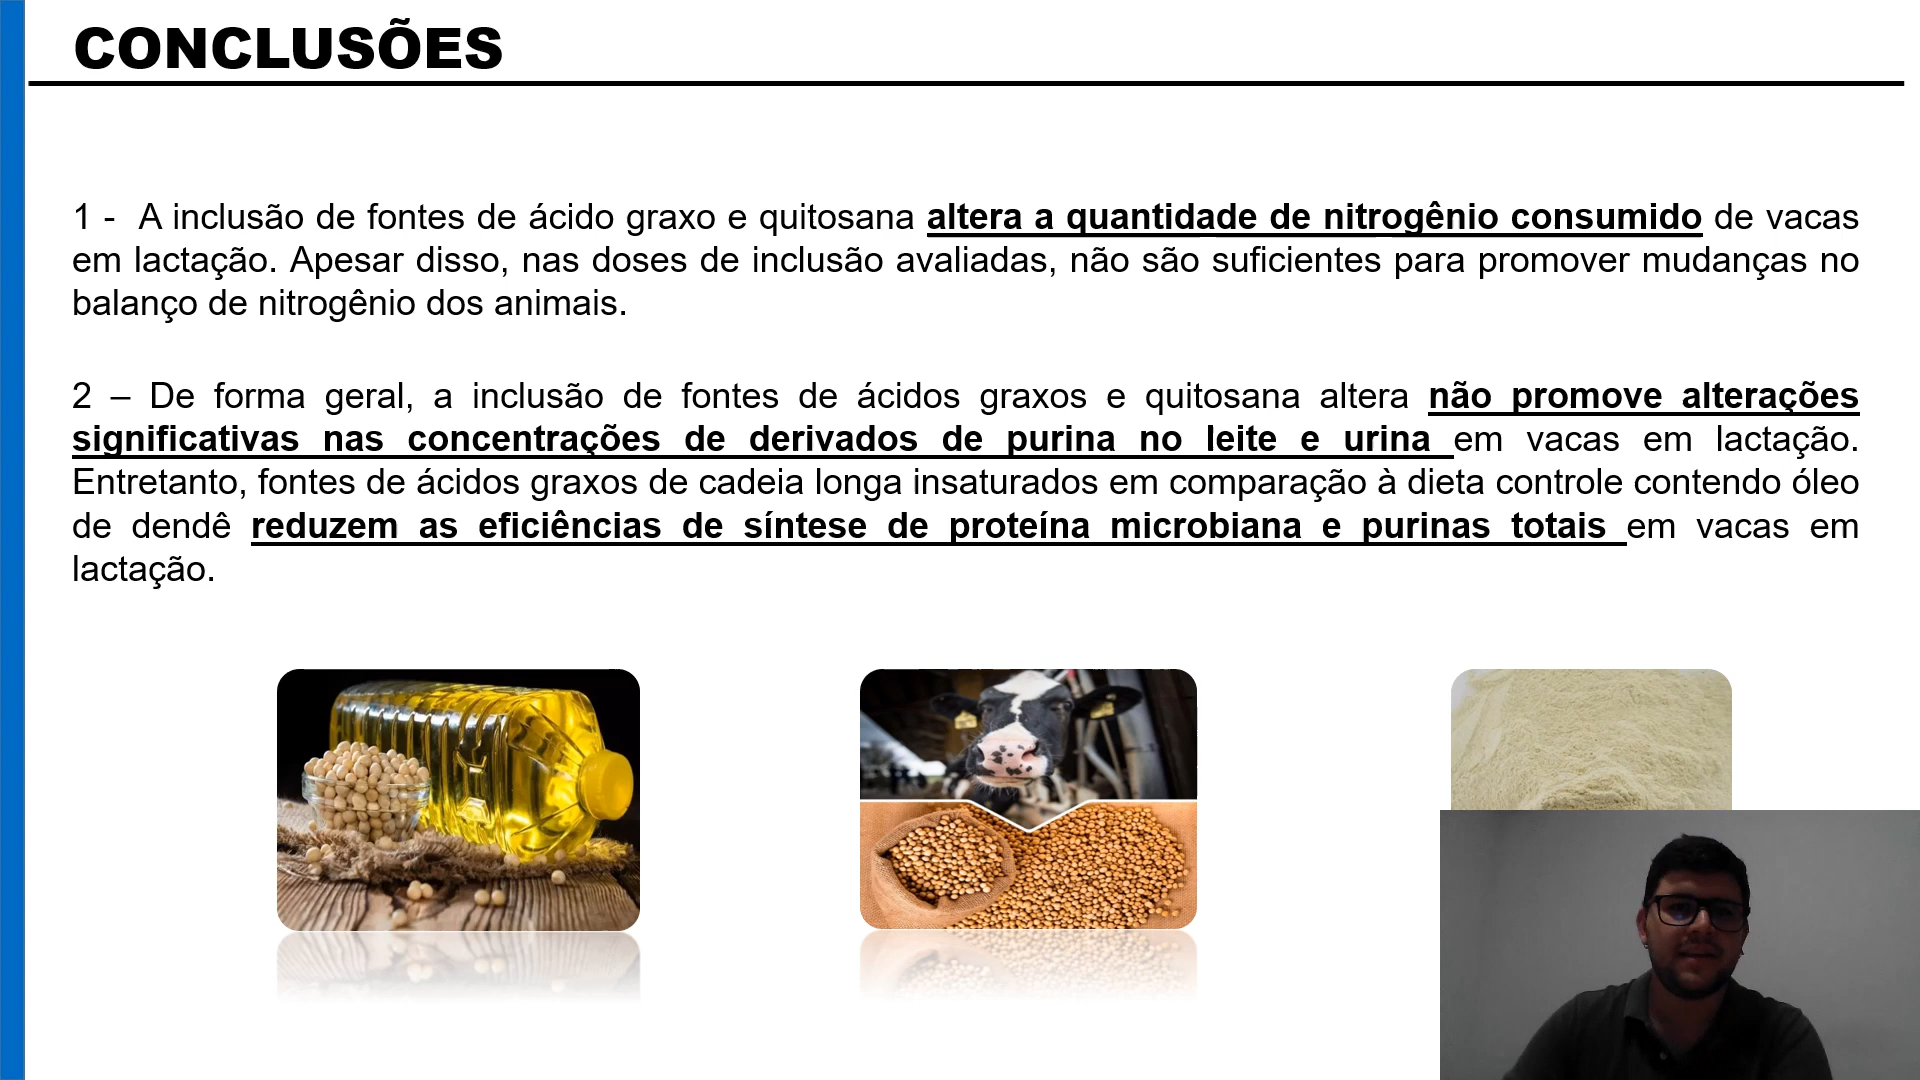 CONCLUSÕES
1 - A inclusão de fontes de ácido graxo e quitosana altera a quantidade de nitrogênio consumido de vacas
em lactação. Apesar disso, nas doses de inclusão avaliadas, não são suficientes para promover mudanças no
balanço de nitrogênio dos animais.
2 – De forma geral, a inclusão de fontes de ácidos graxos e quitosana altera não promove alterações
significativas nas concentrações de derivados de purina no leite e urina em vacas em lactação.
Entretanto, fontes de ácidos graxos de cadeia longa insaturados em comparação à dieta controle contendo óleo
de dendê reduzem as eficiências de síntese de proteína microbiana e purinas totais em vacas em
lactação.